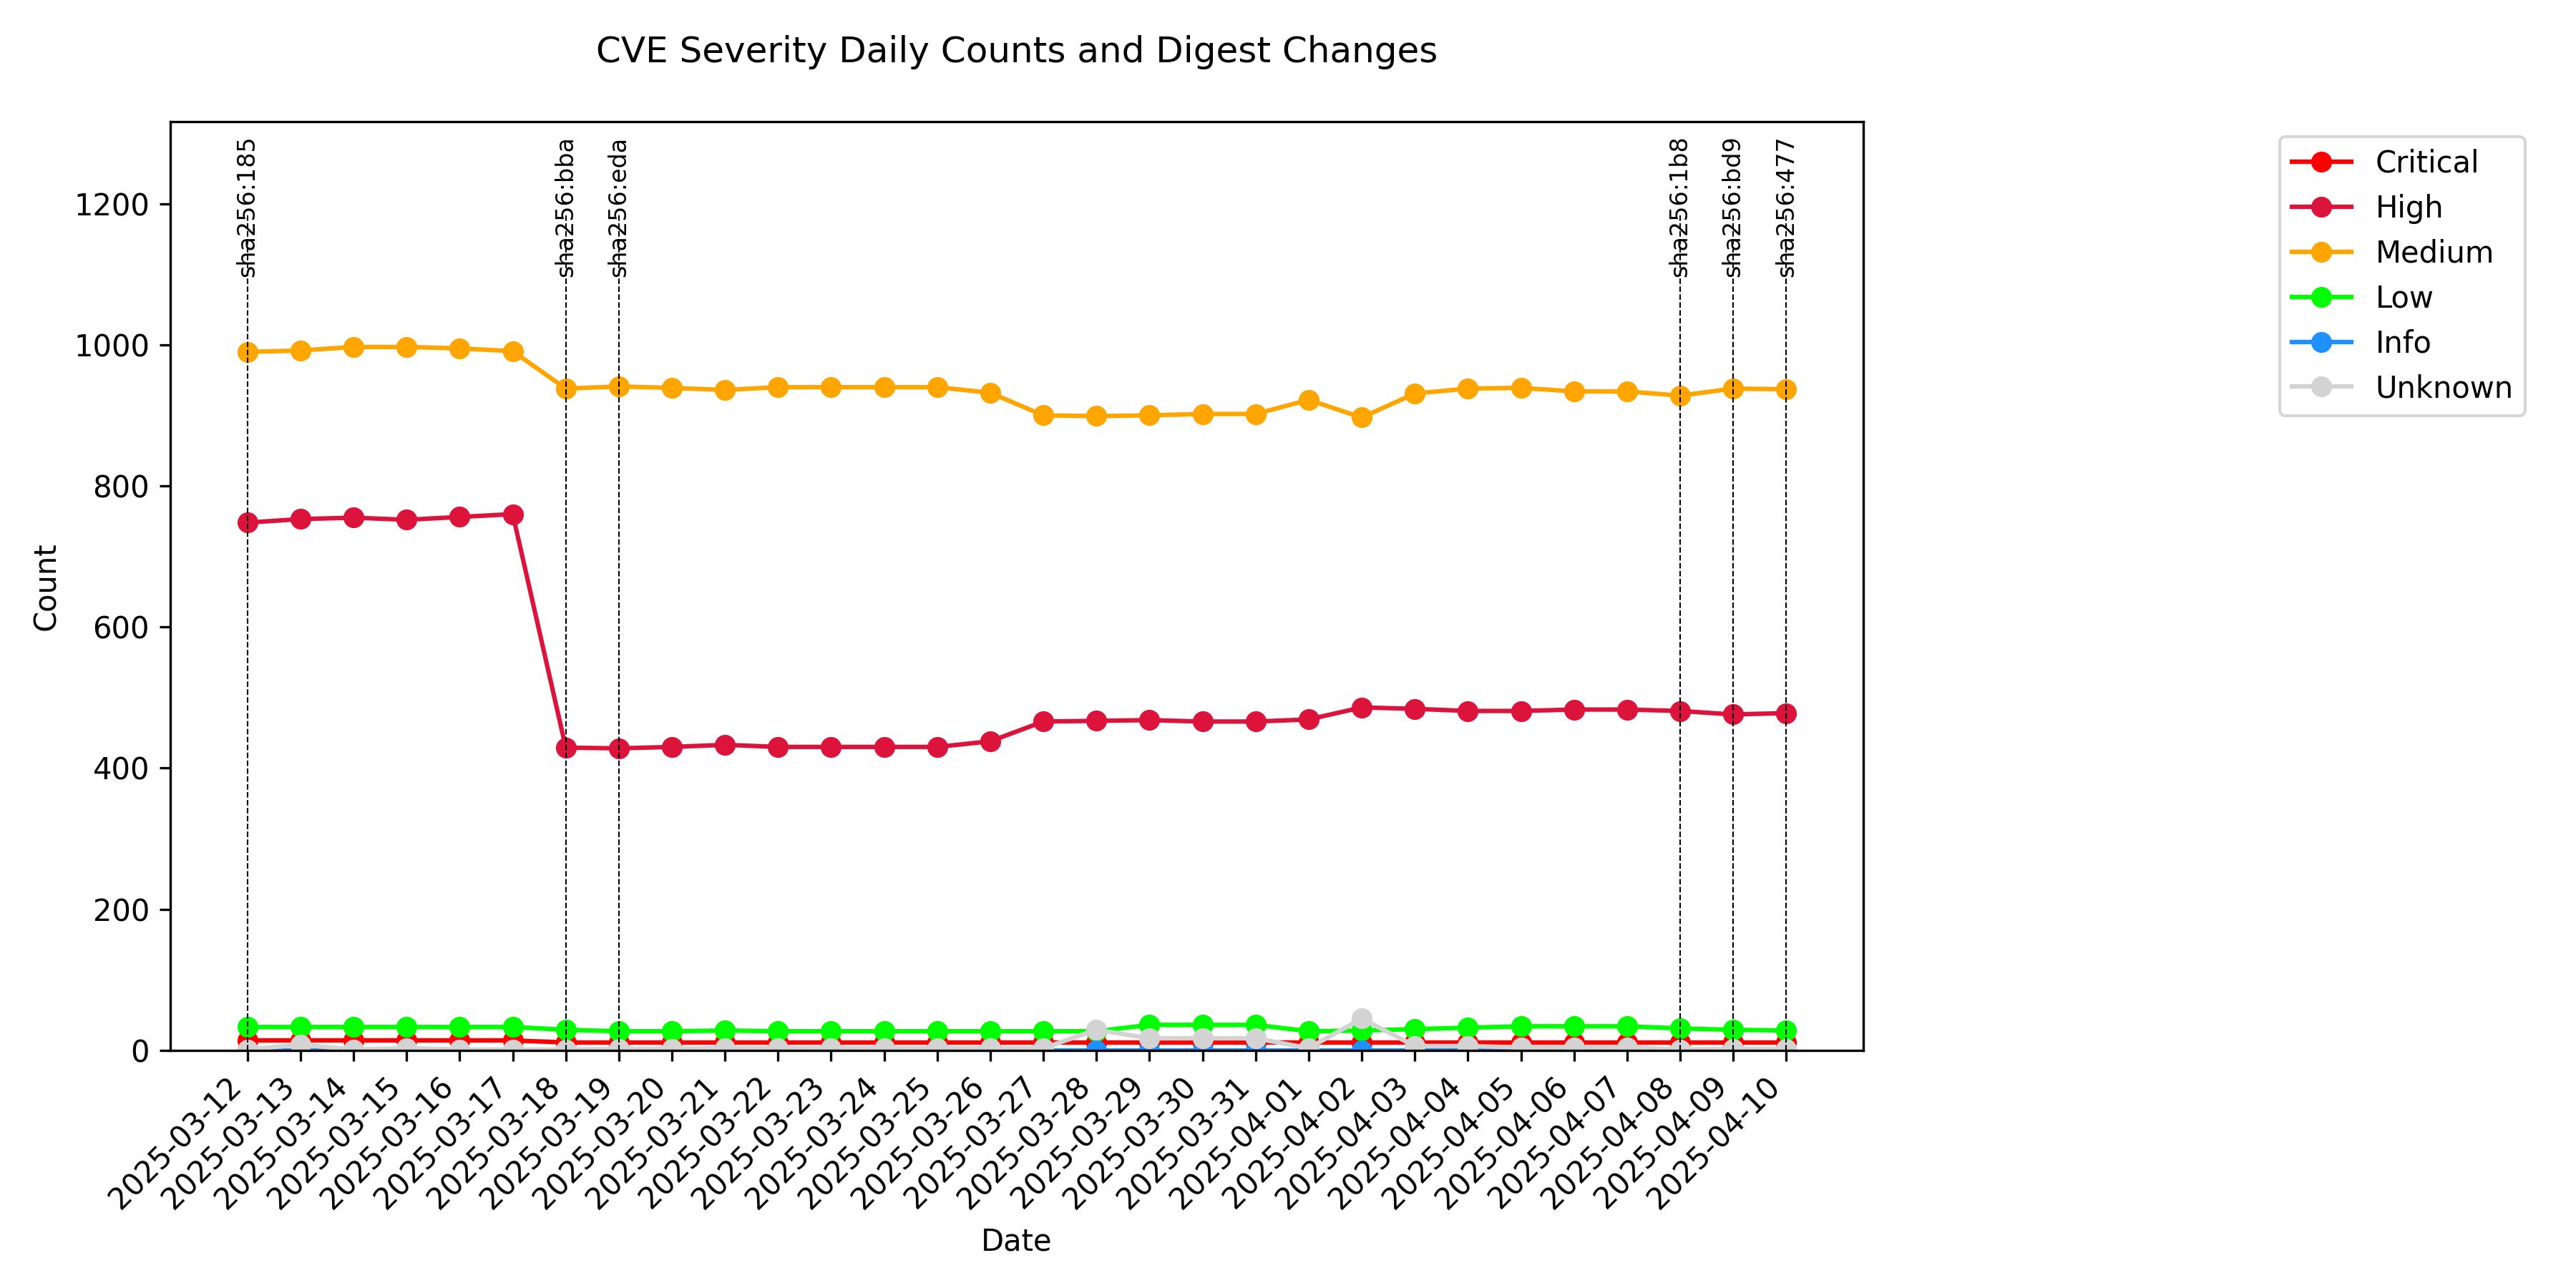 CVE Severity Daily Counts and Digest Changes
sha256:185
sha256:bba
sha256:eda
sha256:1b8
sha256:bd9
sha256:477
Critical
High
Medium
Low
Info
Unknown
1200
1000
800
600
400
200
0
Count
2025-03-12
2025-03-13
2025-03-14
2025-03-15
2025-03-16
2025-03-17
2025-03-18
2025-03-19
2025-03-20
2025-03-21
2025-03-22
2025-03-23
2025-03-24
2025-03-25
2025-03-26
2025-03-27
2025-03-28
2025-03-29
2025-03-30
2025-03-31
2025-04-01
2025-04-02
2025-04-03
2025-04-04
2025-04-05
2025-04-06
2025-04-07
2025-04-08
2025-04-09
2025-04-10
Date